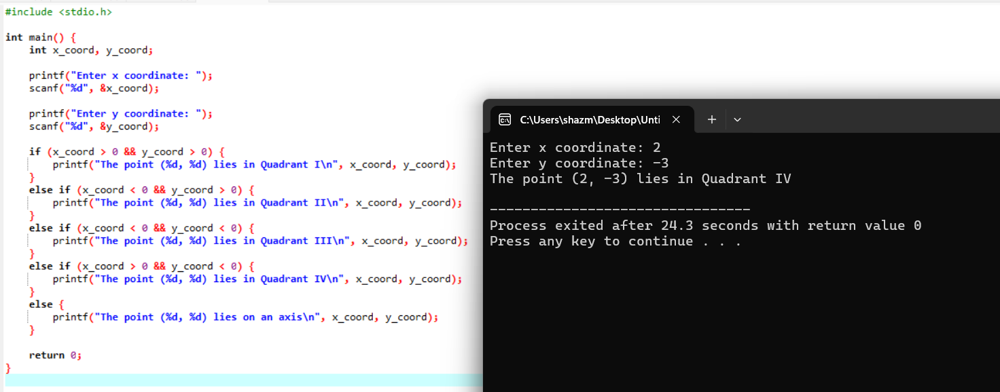 #include <stdio.h>
int main() {
int x_coord, y_coord;
printf("Enter x coordinate: ");
scanf("%d", &x_coord);
printf("Enter y coordinate: ");
scanf("%d", &y_coord);
if (x_coord > 0 && y_coord > 0) {
printf("The point (%d, %d) lies in Quadrant I\n", x_coord, y_coord);
}
else if (x_coord < 0 && y_coord > 0) {
printf("The point (%d, %d) lies in Quadrant II\n", x_coord, y_coord);
}
else if (x_coord < 0 && y_coord < 0) {
printf("The point (%d, %d) lies in Quadrant III\n", x_coord, y_coord);
}
else if (x_coord > 0 && y_coord < 0) {
printf("The point (%d, %d) lies in Quadrant IV\n", x_coord, y_coord);
}
else {
printf("The point (%d, %d) lies on an axis\n", x_coord, y_coord);
}
return 0;
}
C:\Users\shazm\Desktop\Unti
Enter x coordinate: 2
Enter y coordinate: -3
The point (2, -3) lies in Quadrant IV
--------------------------------
Process exited after 24.3 seconds with return value 0
Press any key to continue . . .